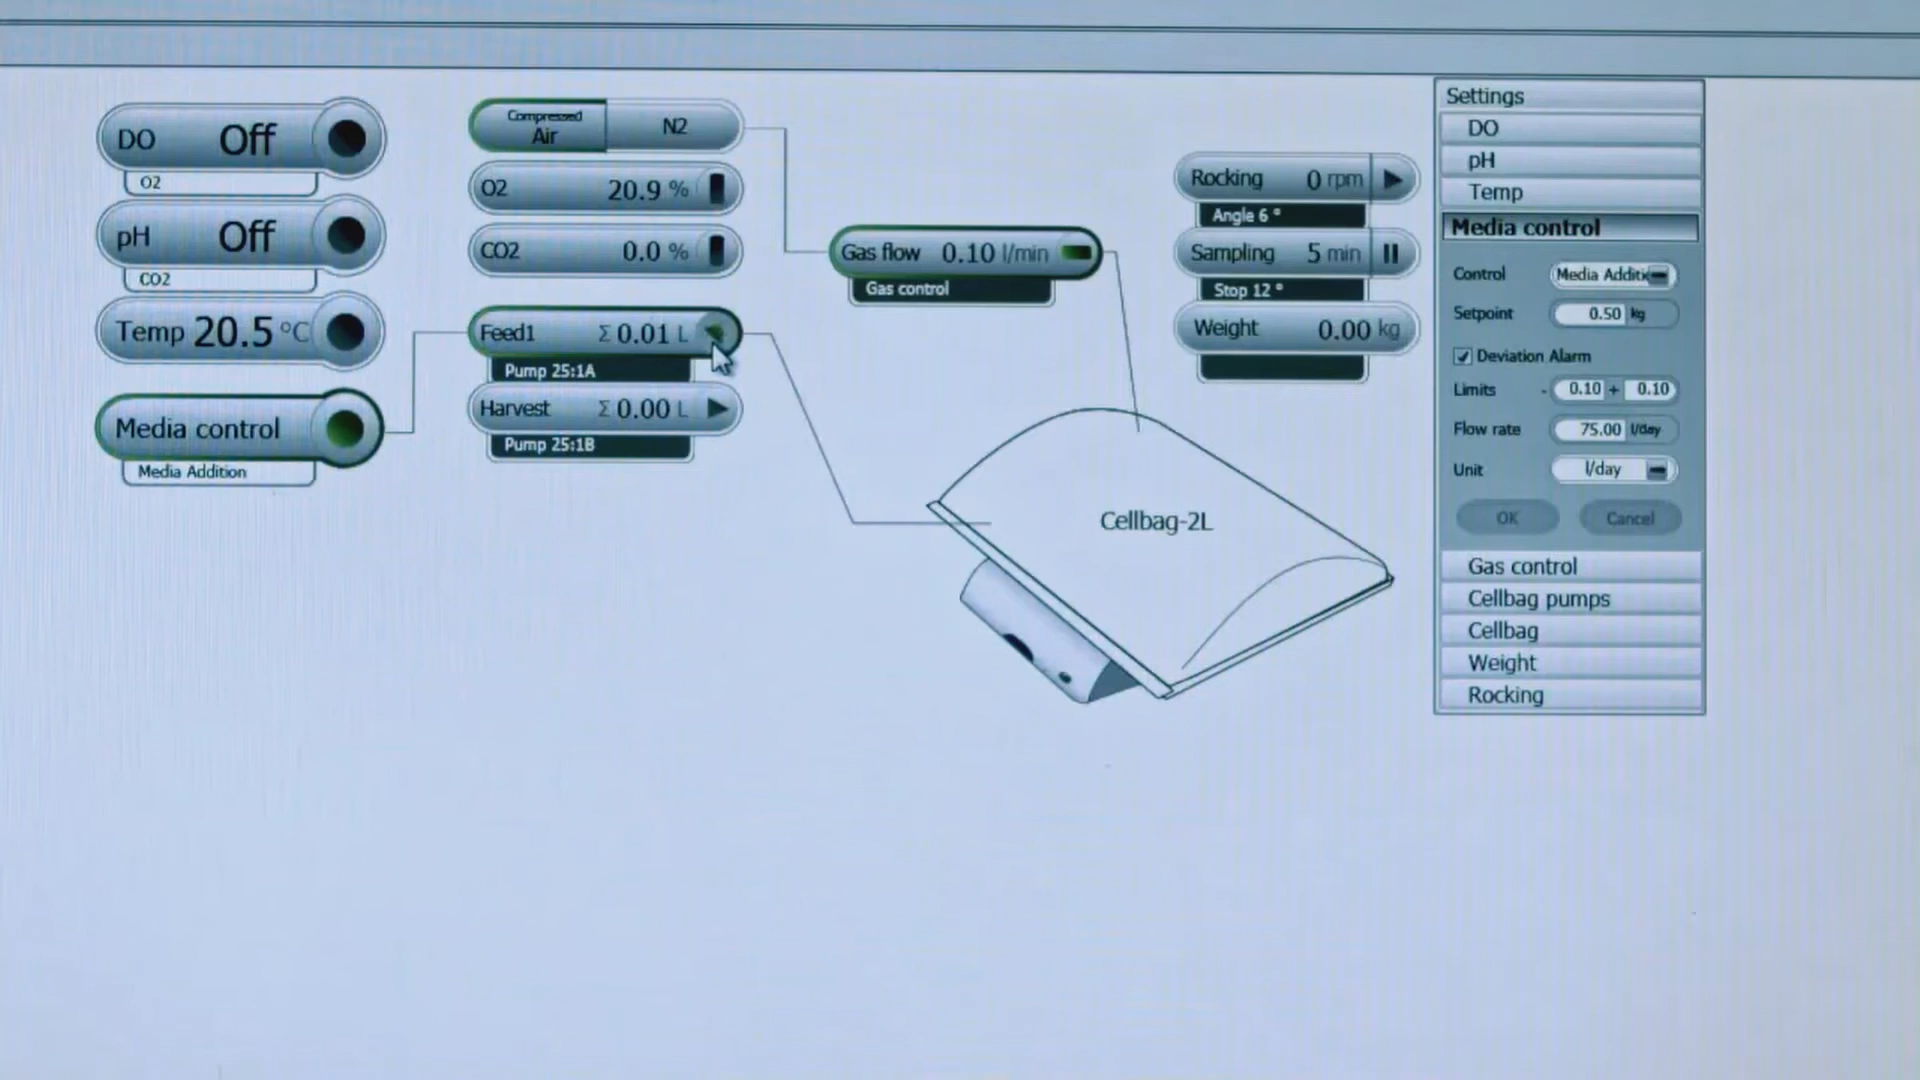 DO Off
O2
pH Off
CO2
Temp 20.5 °C
Media control
Media Addition
Compressed
Air
N2
O2 20.9 %
CO2 0.0 %
Feed1 Σ 0.01 L
Pump 25:1A
Harvest Σ 0.00 L
Pump 25:1B
Gas flow 0.10 l/min
Gas control
Rocking 0 rpm
Angle 6 °
Sampling 5 min
Stop 12 °
Weight 0.00 kg
Cellbag-2L
Settings
DO
pH
Temp
Media control
Control Media Additi
Setpoint 0.50 kg
Deviation Alarm
Limits - 0.10 + 0.10
Flow rate 75.00 l/day
Unit l/day
OK Cancel
Gas control
Cellbag pumps
Cellbag
Weight
Rocking